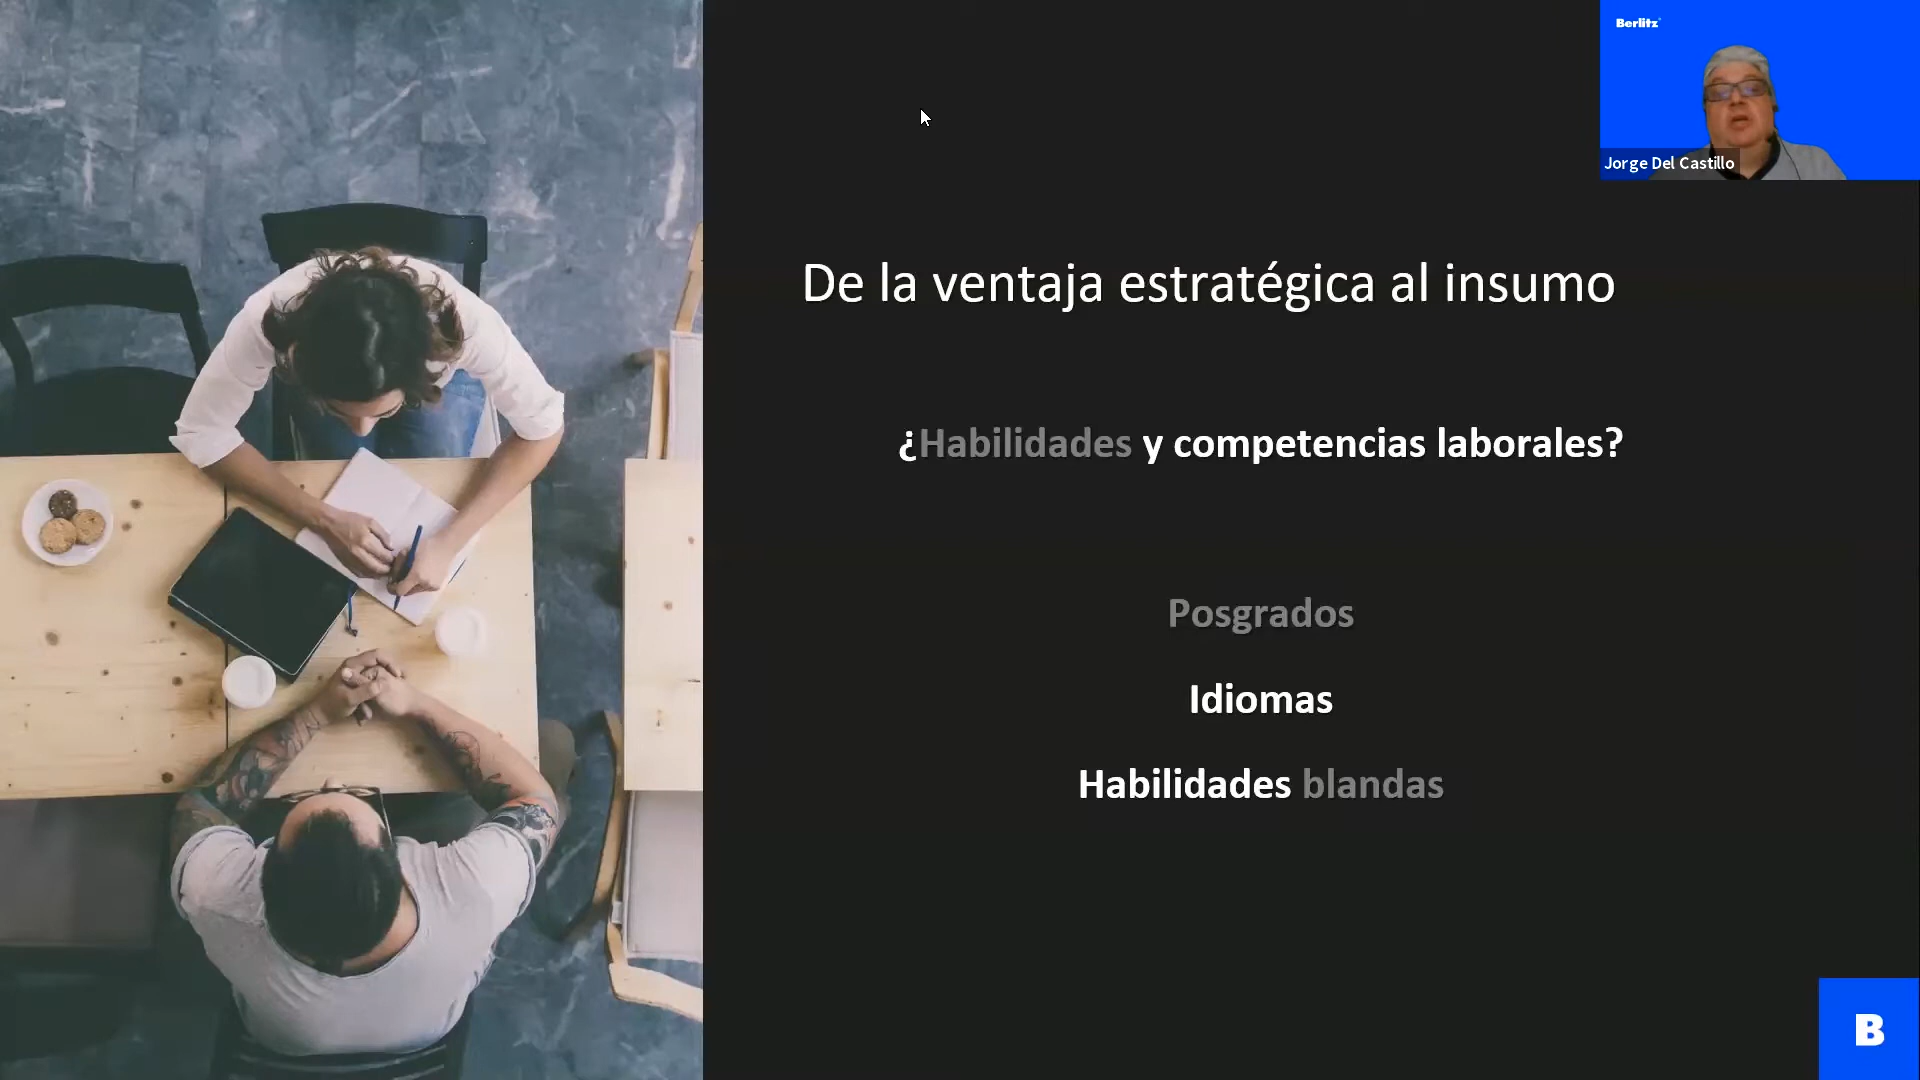 Berlitz
Jorge Del Castillo
De la ventaja estratégica al insumo
¿Habilidades y competencias laborales?
Posgrados
Idiomas
Habilidades blandas
B